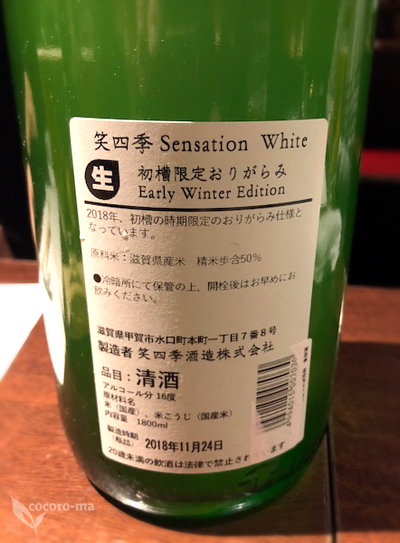 笑四季 Sensation White
生
初槽限定おりがらみ
Early Winter Edition
2018年、初槽の時期限定のおりがらみ仕様と
なっています。
原料米：滋賀県産米 精米歩合50%
●冷暗所にて保管の上、開栓後はお早めにお
飲みください。
滋賀県甲賀市水口町本町一丁目７番８号
製造者 笑四季酒造株式会社
品目：清酒
アルコール分 16度
原材料名
米（国産）、米こうじ（国産米）
内容量 1800ml
製造時期
2018年11月24日
20歳未満の飲酒は法律で禁止され
ます
cocoro-ma